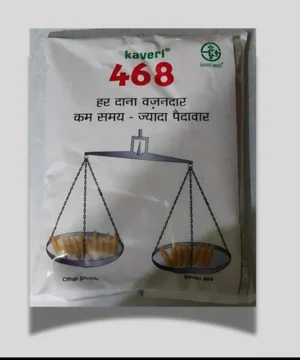 kaveri®
468
हर दाना वज़नदार
कम समय - ज्यादा पैदावार